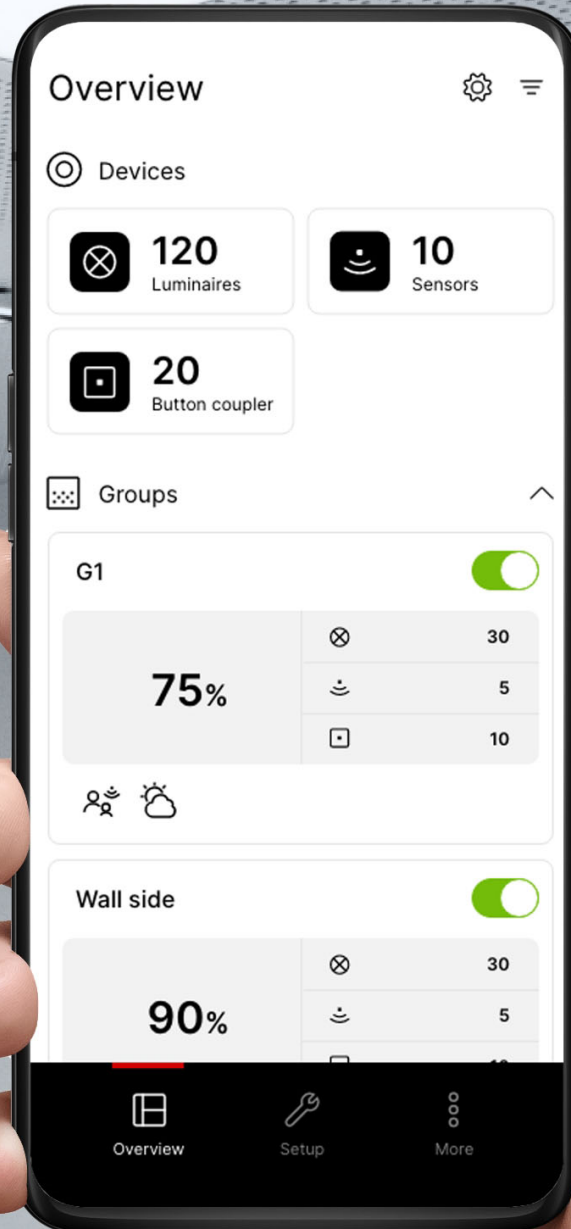 Overview
Devices
120
Luminaires
10
Sensors
20
Button coupler
Groups
G1
75%
30
5
10
Wall side
90%
30
5
Overview
Setup
More